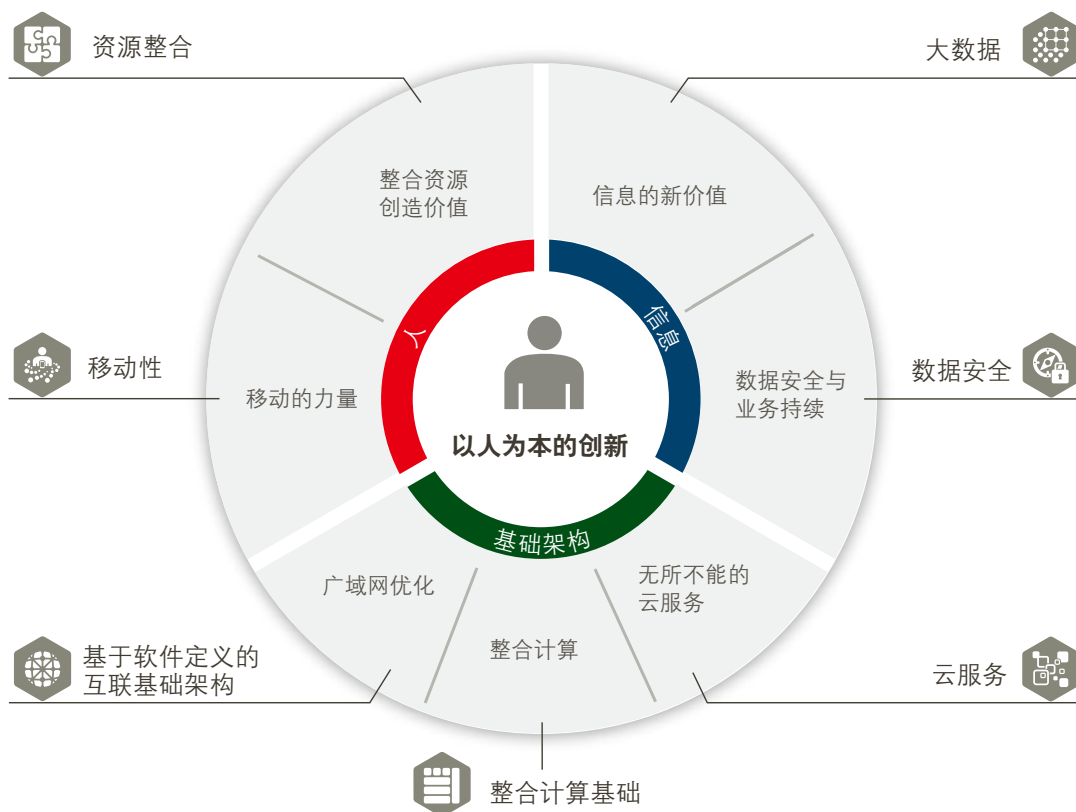 资源整合
大数据
整合资源
创造价值
信息的新价值
人
信息
移动性
移动的力量
数据安全与
业务持续
数据安全
以人为本的创新
基础架构
广域网优化
无所不能的
云服务
整合计算
基于软件定义的
互联基础架构
云服务
整合计算基础